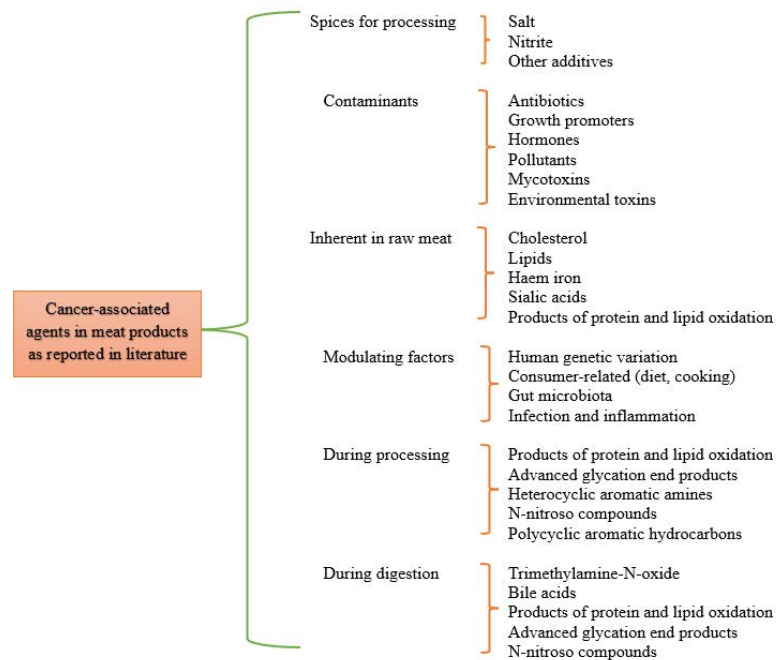 Cancer-associated
agents in meat products
as reported in literature
Spices for processing
Salt
Nitrite
Other additives
Contaminants
Antibiotics
Growth promoters
Hormones
Pollutants
Mycotoxins
Environmental toxins
Inherent in raw meat
Cholesterol
Lipids
Haem iron
Sialic acids
Products of protein and lipid oxidation
Modulating factors
Human genetic variation
Consumer-related (diet, cooking)
Gut microbiota
Infection and inflammation
During processing
Products of protein and lipid oxidation
Advanced glycation end products
Heterocyclic aromatic amines
N-nitroso compounds
Polycyclic aromatic hydrocarbons
During digestion
Trimethylamine-N-oxide
Bile acids
Products of protein and lipid oxidation
Advanced glycation end products
N-nitroso compounds